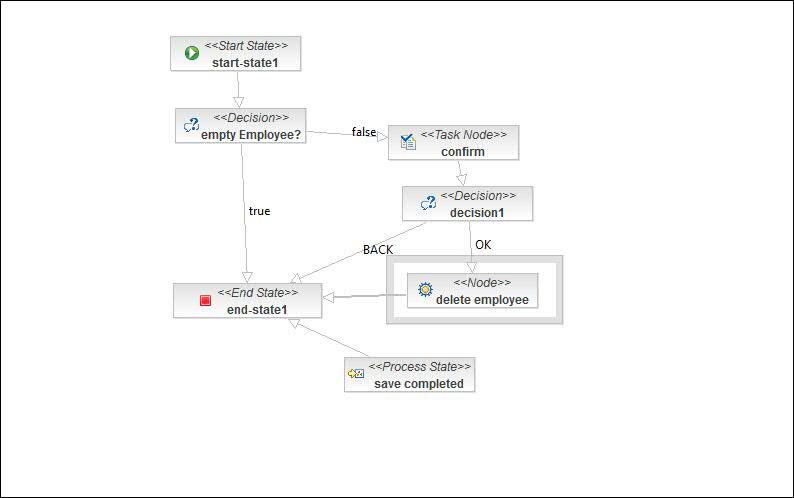 <<Start State>>
start-state1
<<Decision>>
empty Employee?
false
<<Task Node>>
confirm
<<Decision>>
decision1
true
BACK
OK
<<Node>>
delete employee
<<End State>>
end-state1
<<Process State>>
save completed